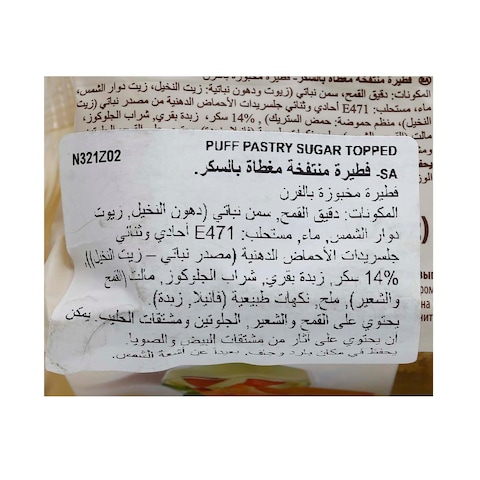 فطيرة منتفخة مغطاة بالسكر- فطيرة مخبوزة بالفرن
المكونات: دقيق القمح, سمن نباتي (زيوت ودهون نباتية: زيت النخيل, زيت دوار الشمس,
ماء, مستحلب: E471 أحادي وثنائي جلسريدات الأحماض الدهنية من مصدر نباتي
, منظم حموضة: حمض الستريك), 14% سكر, زبدة بقري, شراب الجلوكوز,
مالت (القمح
PUFF PASTRY SUGAR TOPPED
N321Z02
SA- فطيرة منتفخة مغطاة بالسكر.
فطيرة مخبوزة بالفرن
المكونات: دقيق القمح, سمن نباتي (دهون النخيل, زيوت
دوار الشمس, ماء, مستحلب: E471 أحادي وثنائي
جلسريدات الأحماض الدهنية (مصدر نباتي – زيت النخيل)),
14% سكر, زبدة بقري, شراب الجلوكوز, مالت (القمح
والشعير), ملح, نكهات طبيعية (فانيلا, زبدة)
يحتوي على القمح والشعير, الجلوتين ومشتقات الحليب. يمكن
ان يحتوي على آثار من مشتقات البيض والصويا.
يحفظ في مكان بارد وجاف, بعيدا عن أشعة الشمس.